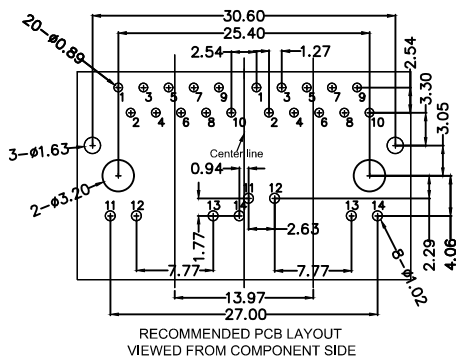 30.60
25.40
20-ø0.89
2.54
1.27
2.54
1 3 5 7 9 1 3 5 7 9
3.30
2 4 6 8 10 2 4 6 8 10
3.05
3-ø1.63
Center line
0.94
2-ø3.20
11 12
11 12 13 14 13 14
1.77
2.63
2.29
4.06
7.77
7.77
8-ø1.02
13.97
27.00
RECOMMENDED PCB LAYOUT
VIEWED FROM COMPONENT SIDE